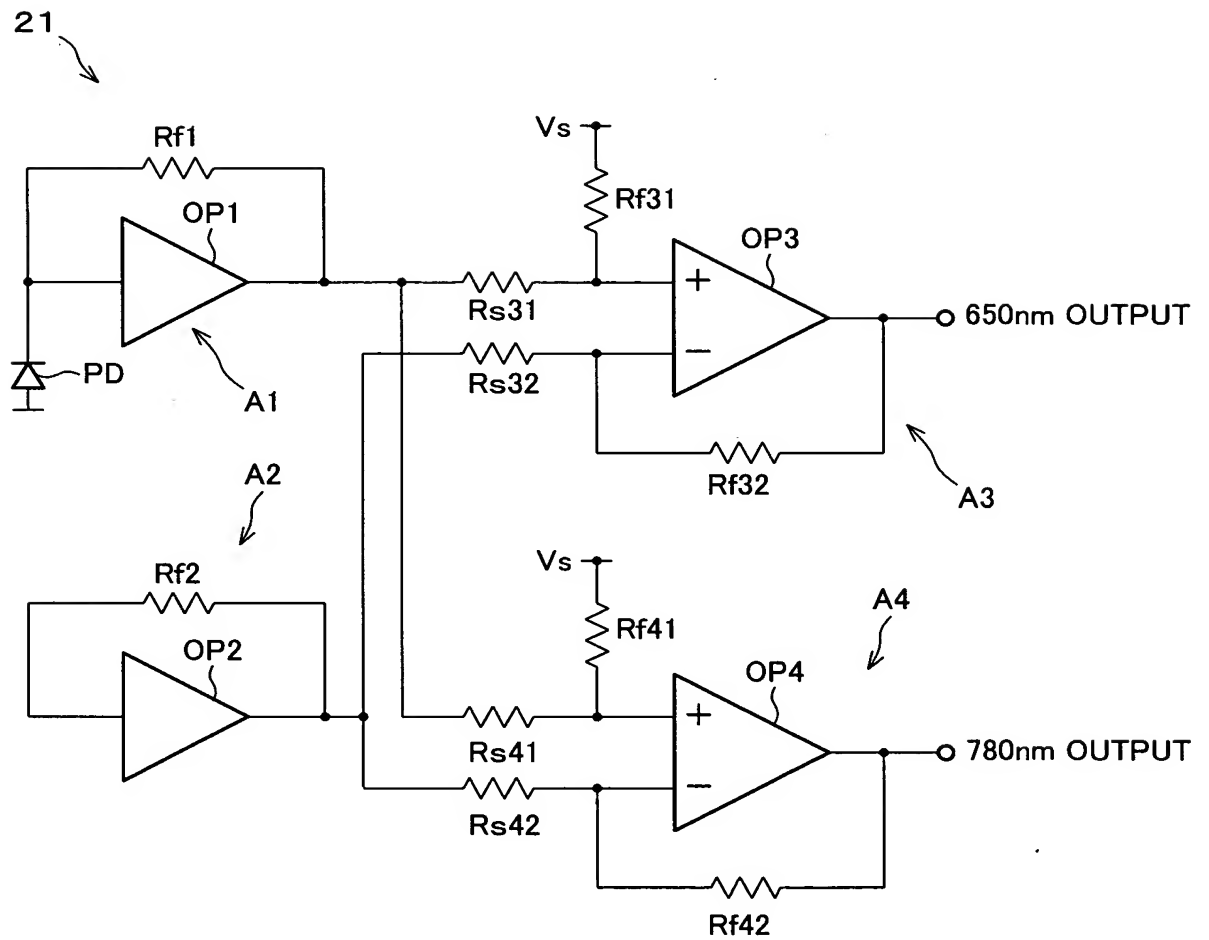 21
Rf1
OP1
PD
A1
Vs
Rf31
OP3
+
−
Rs31
Rs32
650nm OUTPUT
Rf32
A3
A2
Rf2
OP2
Vs
Rf41
A4
OP4
+
−
Rs41
Rs42
780nm OUTPUT
Rf42